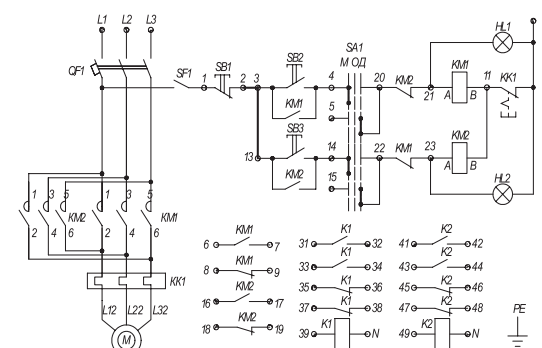 L1 L2 L3
HL1
QF1
SF1 SB1 SB2 SA1
М О Д
1 2 3 4 20 KM2 21 KM1 11 KK1
A B
KM1
5
SB3
13 14 22 KM1 23 KM2
A B
KM2 15
HL2
1 3 5 1 3 5
KM2 KM1
2 4 6 2 4 6
6 KM1 7 31 K1 32 41 K2 42
8 KM1 9 33 K1 34 43 K2 44
KK1
16 KM2 17 35 K1 36 45 K2 46
L12 L22 L32
18 KM2 19 37 K1 38 47 K2 48
PE
39 K1 N 49 K2 N
M